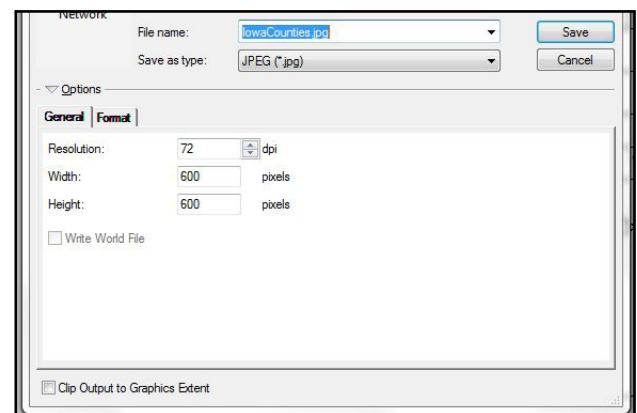 Network
File name: IowaCounties.jpg Save
Save as type: JPEG (*.jpg) Cancel
Options
General Format
Resolution: 72 dpi
Width: 600 pixels
Height: 600 pixels
Write World File
Clip Output to Graphics Extent